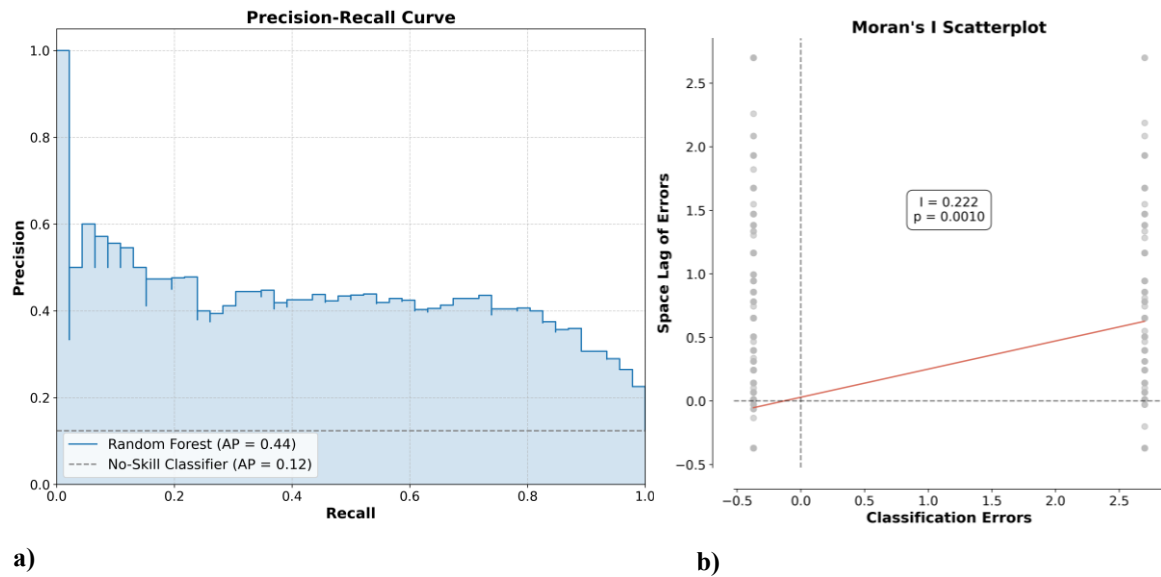 Precision-Recall Curve
1.0
0.8
0.6
0.4
0.2
0.0
Precision
Random Forest (AP = 0.44)
No-Skill Classifier (AP = 0.12)
0.0 0.2 0.4 0.6 0.8 1.0
Recall
a)
Moran's I Scatterplot
2.5
2.0
1.5
1.0
0.5
0.0
−0.5
Space Lag of Errors
I = 0.222
p = 0.0010
−0.5 0.0 0.5 1.0 1.5 2.0 2.5
Classification Errors
b)